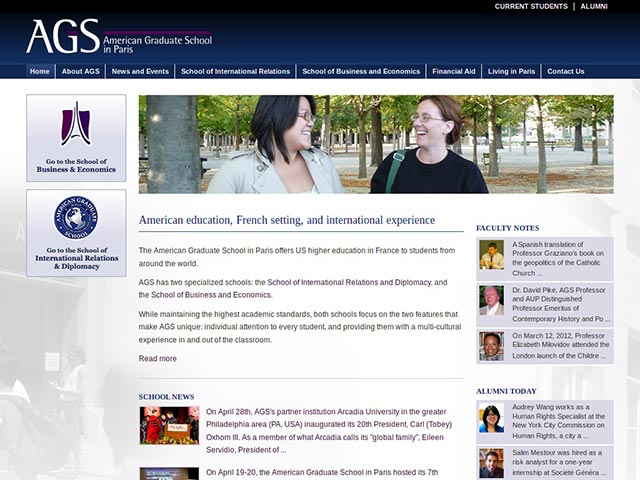 CURRENT STUDENTS | ALUMNI
AGS American Graduate School
in Paris
Home | About AGS | News and Events | School of International Relations | School of Business and Economics | Financial Aid | Living in Paris | Contact Us
Go to the School of
Business & Economics
AMERICAN GRADUATE
SCHOOL
Go to the School of
International Relations
& Diplomacy
American education, French setting, and international experience
The American Graduate School in Paris offers US higher education in France to students from
around the world.
AGS has two specialized schools: the School of International Relations and Diplomacy, and
the School of Business and Economics.
While maintaining the highest academic standards, both schools focus on the two features that
make AGS unique: individual attention to every student, and providing them with a multi-cultural
experience in and out of the classroom.
Read more
SCHOOL NEWS
On April 28th, AGS's partner institution Arcadia University in the greater
Philadelphia area (PA, USA) inaugurated its 20th President, Carl (Tobey)
Oxhom III. As a member of what Arcadia calls its "global family", Eileen
Servidio, President of ...
On April 19-20, the American Graduate School in Paris hosted its 7th
FACULTY NOTES
A Spanish translation of
Professor Graziano's book on
the geopolitics of the Catholic
Church ...
Dr. David Pike, AGS Professor
and AUP Distinguished
Professor Emeritus of
Contemporary History and Po ...
On March 12, 2012, Professor
Elizabeth Milovidov attended the
London launch of the Childre ...
ALUMNI TODAY
Audrey Wang works as a
Human Rights Specialist at the
New York City Commission on
Human Rights, a city a ...
Salim Mestour was hired as a
risk analyst for a one-year
internship at Société Généra ...